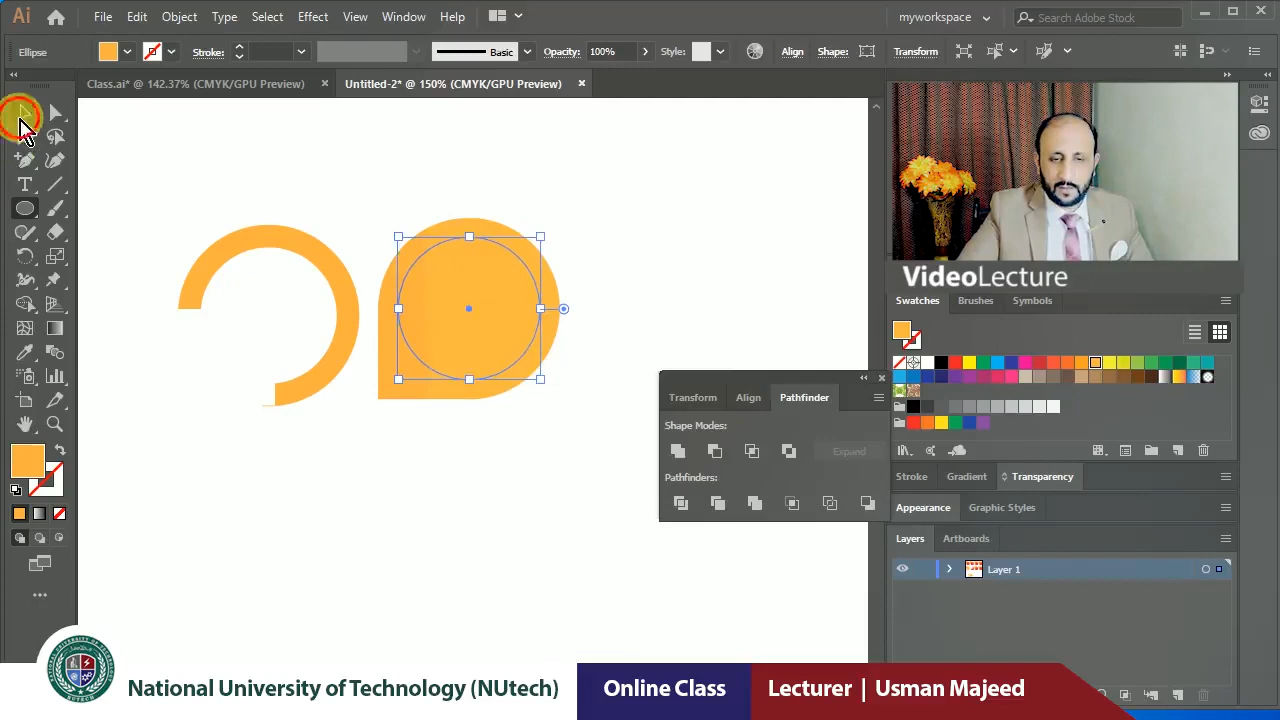 Ai File Edit Object Type Select Effect View Window Help myworkspace Search Adobe Stock
Ellipse Stroke: Basic Opacity: 100% Style: Align Shape: Transform
Class.ai* @ 142.37% (CMYK/GPU Preview) Untitled-2* @ 150% (CMYK/GPU Preview)
VideoLecture
Swatches Brushes Symbols
Transform Align Pathfinder
Shape Modes:
Expand
Pathfinders:
Stroke Gradient Transparency
Appearance Graphic Styles
Layers Artboards
Layer 1
National University of Technology (NUtech) Online Class Lecturer | Usman Majeed